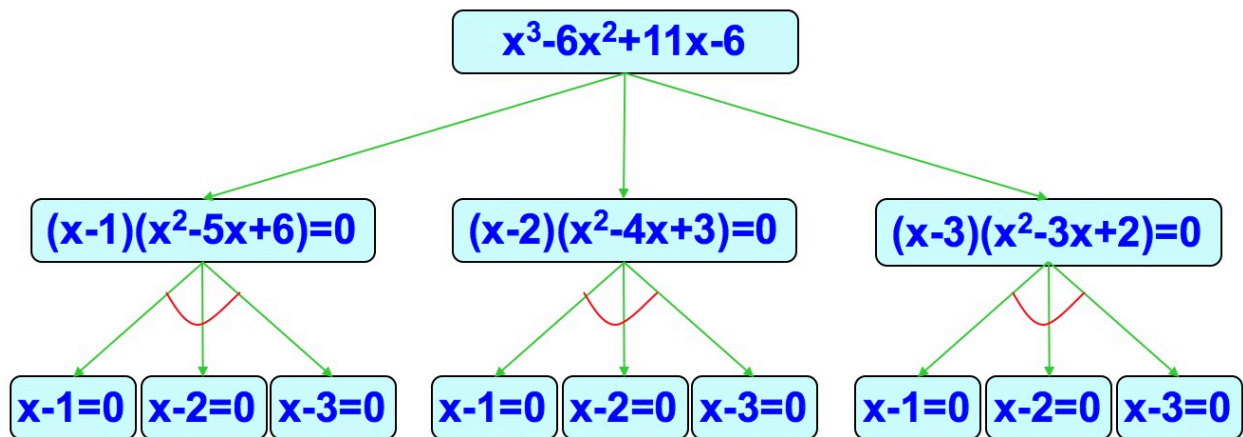 x³-6x²+11x-6
(x-1)(x²-5x+6)=0
(x-2)(x²-4x+3)=0
(x-3)(x²-3x+2)=0
x-1=0
x-2=0
x-3=0
x-1=0
x-2=0
x-3=0
x-1=0
x-2=0
x-3=0